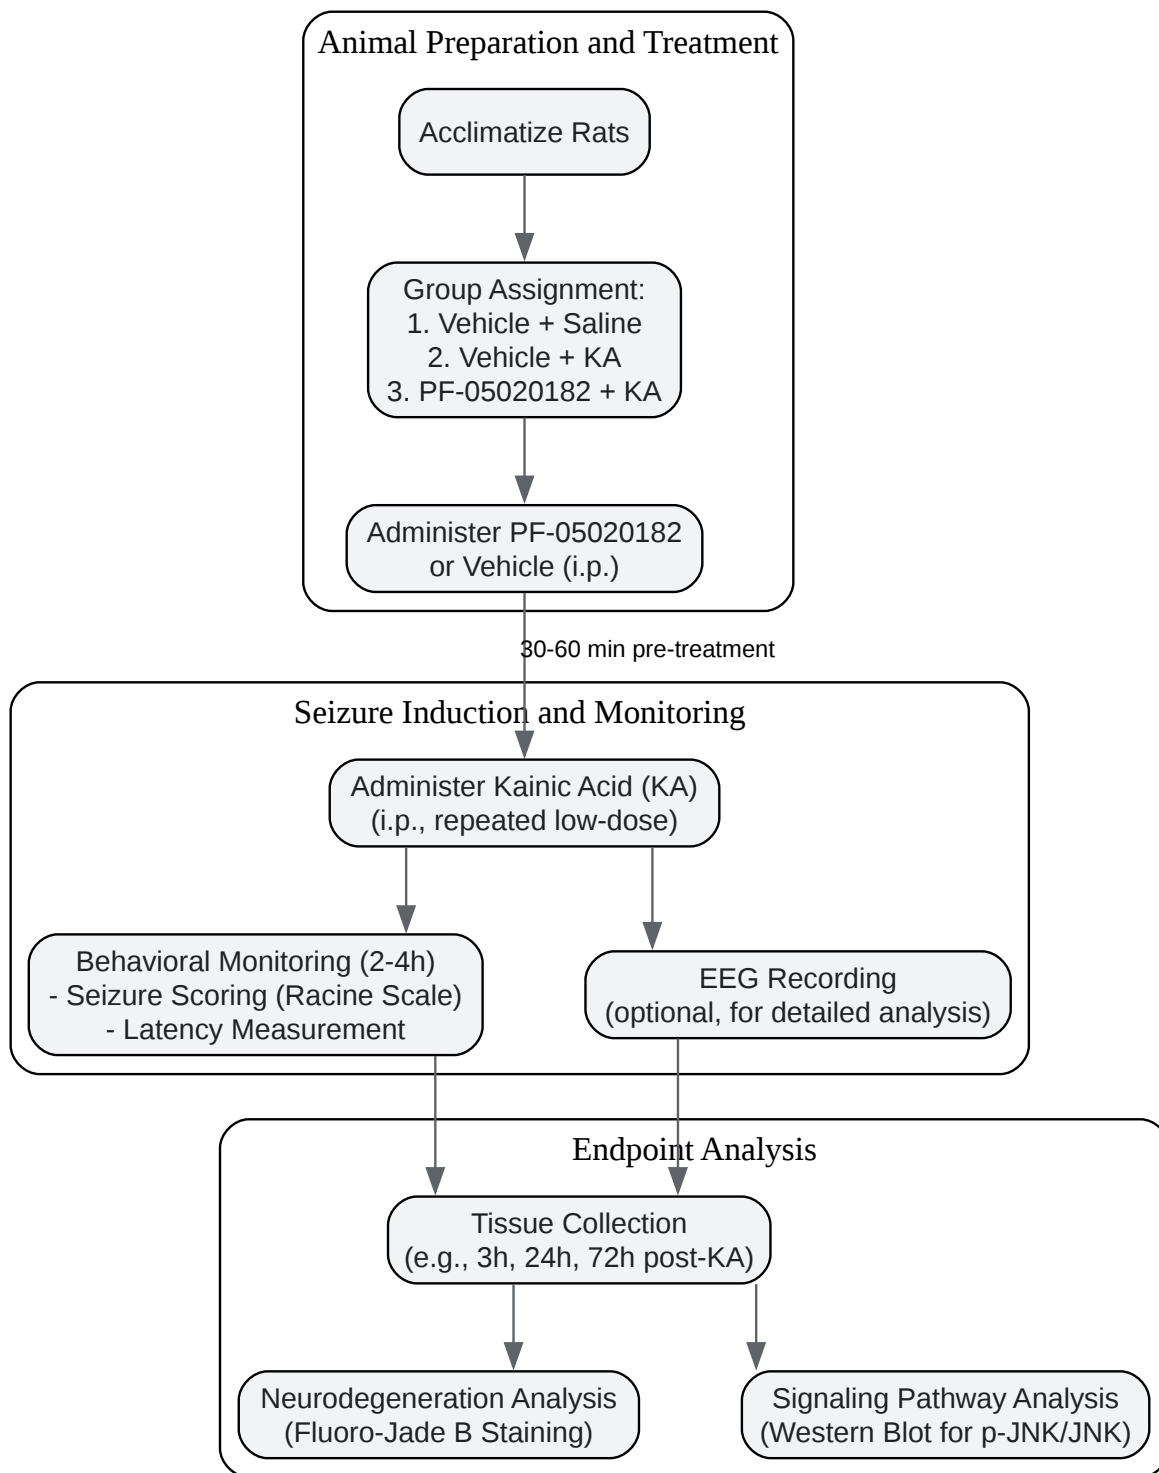 Animal Preparation and Treatment
Acclimatize Rats
Group Assignment:
1. Vehicle + Saline
2. Vehicle + KA
3. PF-05020182 + KA
Administer PF-05020182
or Vehicle (i.p.)
30-60 min pre-treatment
Seizure Induction and Monitoring
Administer Kainic Acid (KA)
(i.p., repeated low-dose)
Behavioral Monitoring (2-4h)
- Seizure Scoring (Racine Scale)
- Latency Measurement
EEG Recording
(optional, for detailed analysis)
Endpoint Analysis
Tissue Collection
(e.g., 3h, 24h, 72h post-KA)
Neurodegeneration Analysis
(Fluoro-Jade B Staining)
Signaling Pathway Analysis
(Western Blot for p-JNK/JNK)